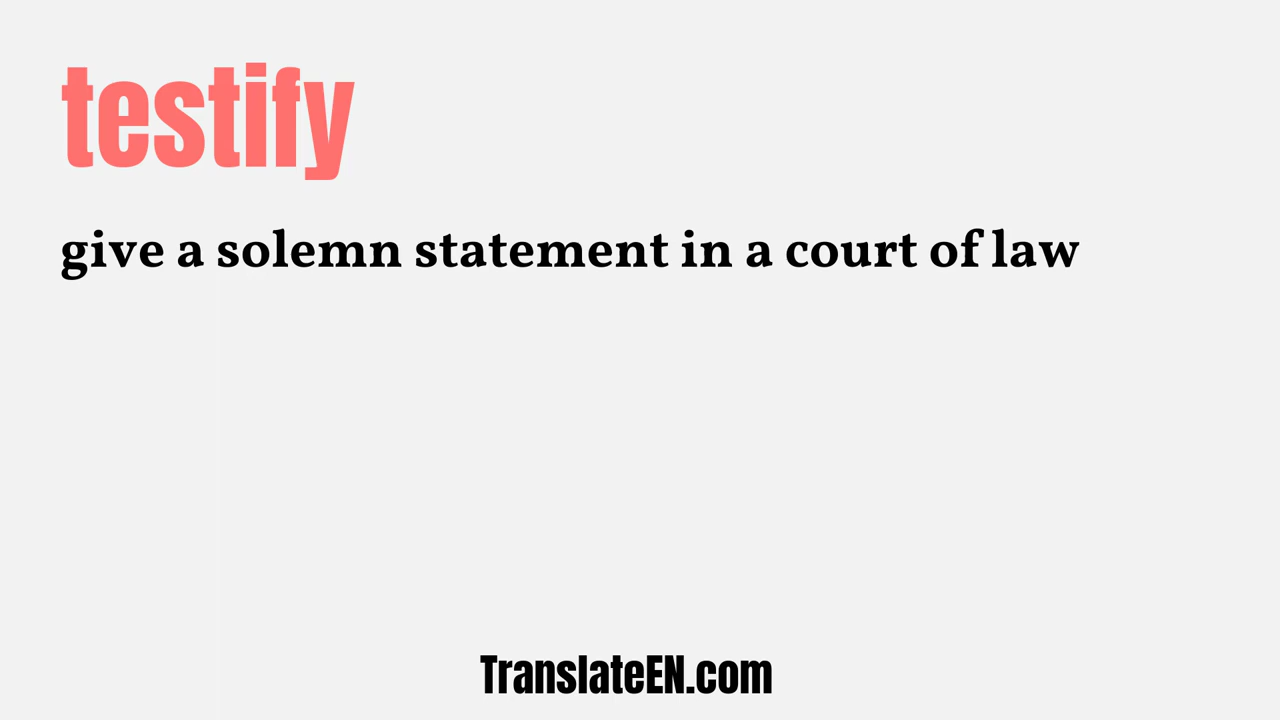 testify
give a solemn statement in a court of law
TranslateEN.com